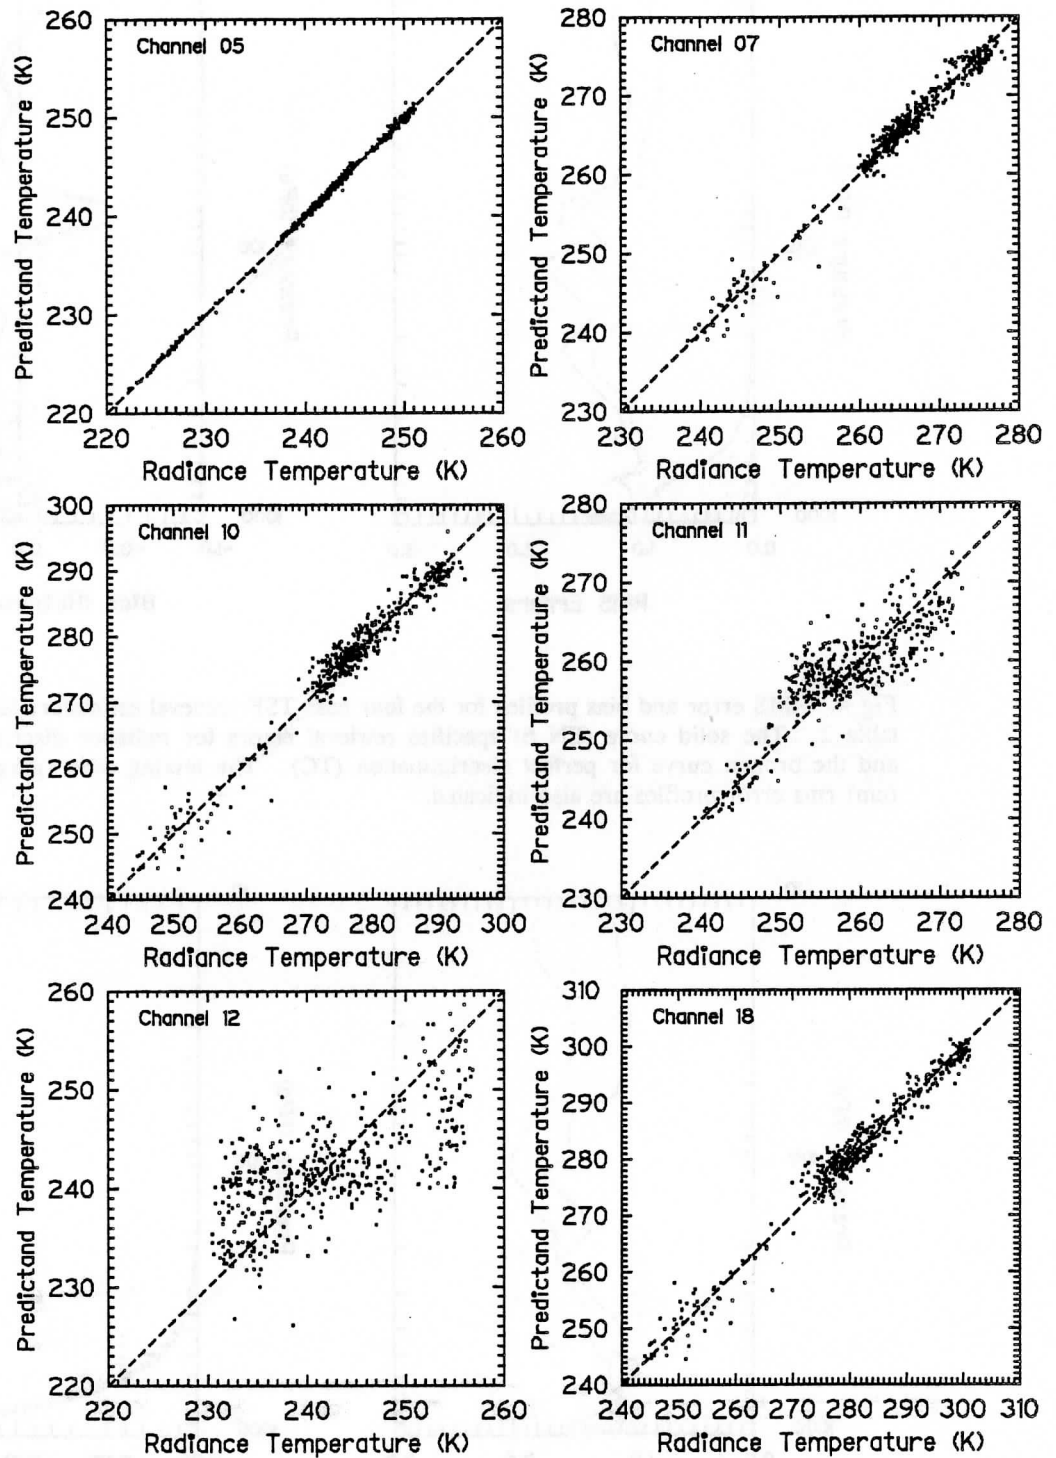 Channel 05
Predictand Temperature (K)
260
250
240
230
220
220 230 240 250 260
Radiance Temperature (K)
Channel 07
Predictand Temperature (K)
280
270
260
250
240
230
230 240 250 260 270 280
Radiance Temperature (K)
Channel 10
Predictand Temperature (K)
300
290
280
270
260
250
240
240 250 260 270 280 290 300
Radiance Temperature (K)
Channel 11
Predictand Temperature (K)
280
270
260
250
240
230
230 240 250 260 270 280
Radiance Temperature (K)
Channel 12
Predictand Temperature (K)
260
250
240
230
220
220 230 240 250 260
Radiance Temperature (K)
Channel 18
Predictand Temperature (K)
310
300
290
280
270
260
250
240
240 250 260 270 280 290 300 310
Radiance Temperature (K)